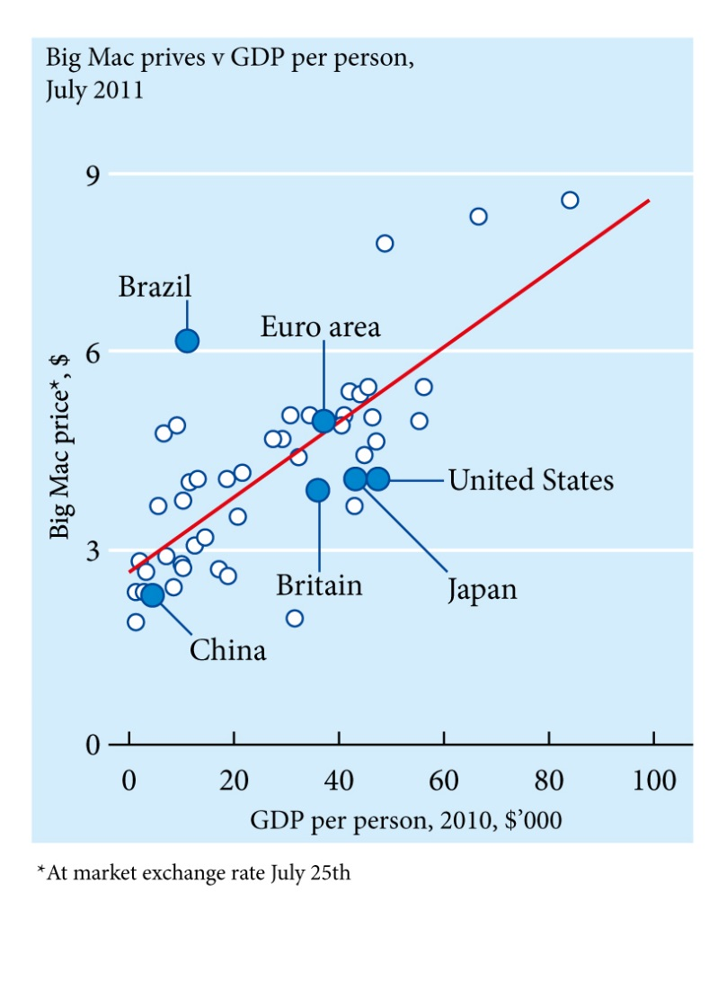 Big Mac prives v GDP per person,
July 2011
9
Brazil
Euro area
6
Big Mac price*, $
United States
3
Britain
Japan
China
0
0 20 40 60 80 100
GDP per person, 2010, $’000
*At market exchange rate July 25th